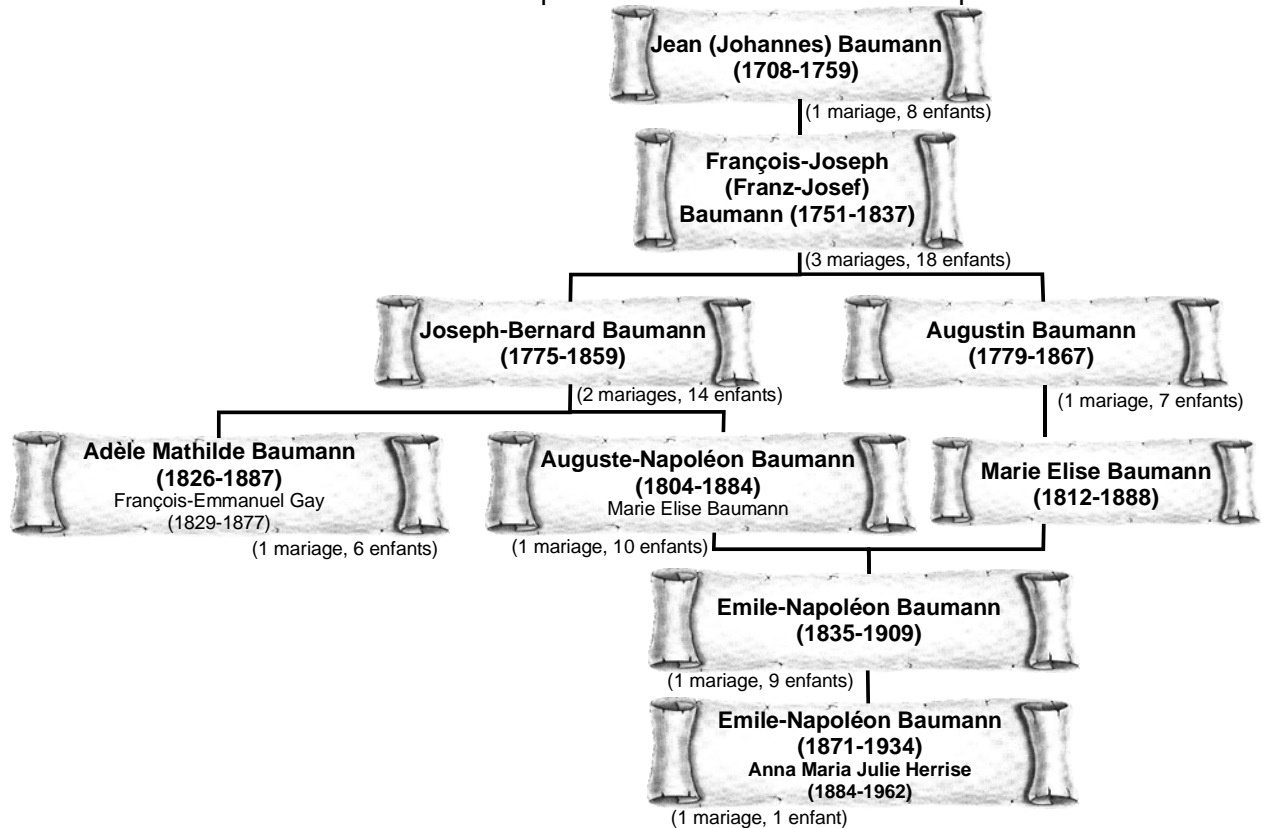 Jean (Johannes) Baumann
(1708-1759)
(1 mariage, 8 enfants)
François-Joseph
(Franz-Josef)
Baumann (1751-1837)
(3 mariages, 18 enfants)
Joseph-Bernard Baumann
(1775-1859)
(2 mariages, 14 enfants)
Augustin Baumann
(1779-1867)
(1 mariage, 7 enfants)
Adèle Mathilde Baumann
(1826-1887)
François-Emmanuel Gay
(1829-1877)
(1 mariage, 6 enfants)
Auguste-Napoléon Baumann
(1804-1884)
Marie Elise Baumann
(1 mariage, 10 enfants)
Marie Elise Baumann
(1812-1888)
Emile-Napoléon Baumann
(1835-1909)
(1 mariage, 9 enfants)
Emile-Napoléon Baumann
(1871-1934)
Anna Maria Julie Herrise
(1884-1962)
(1 mariage, 1 enfant)